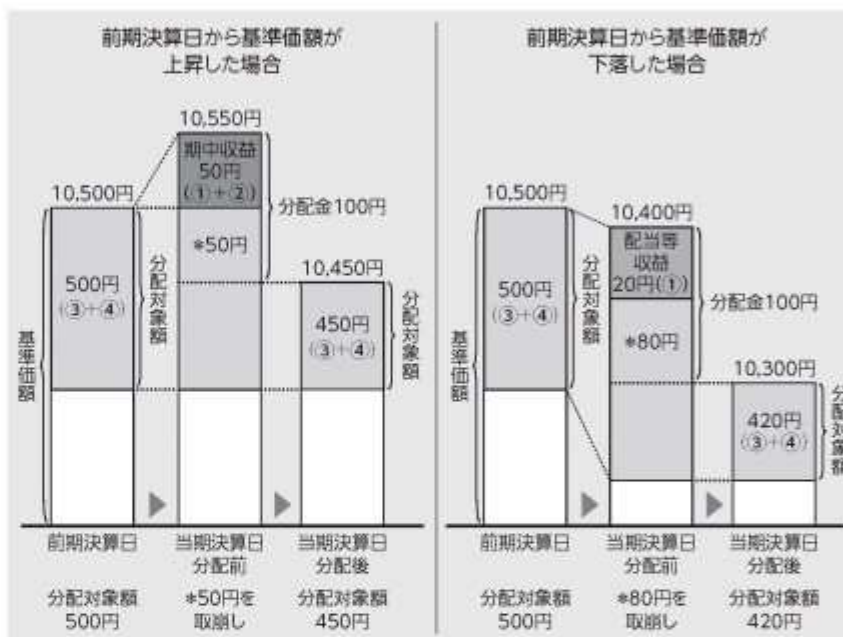 前期決算日から基準価額が
上昇した場合
10,550円
期中収益
50円
(①+②)
10,500円
分配金100円
*50円
10,450円
500円
(③+④)
分配対象額
450円
(③+④)
分配対象額
基準価額
前期決算日
当期決算日
分配前
当期決算日
分配後
分配対象額
500円
*50円を
取崩し
分配対象額
450円
前期決算日から基準価額が
下落した場合
10,500円
10,400円
配当等
収益
20円(①)
500円
(③+④)
分配対象額
分配金100円
*80円
10,300円
基準価額
420円
(③+④)
分配対象額
前期決算日
当期決算日
分配前
当期決算日
分配後
分配対象額
500円
*80円を
取崩し
分配対象額
420円